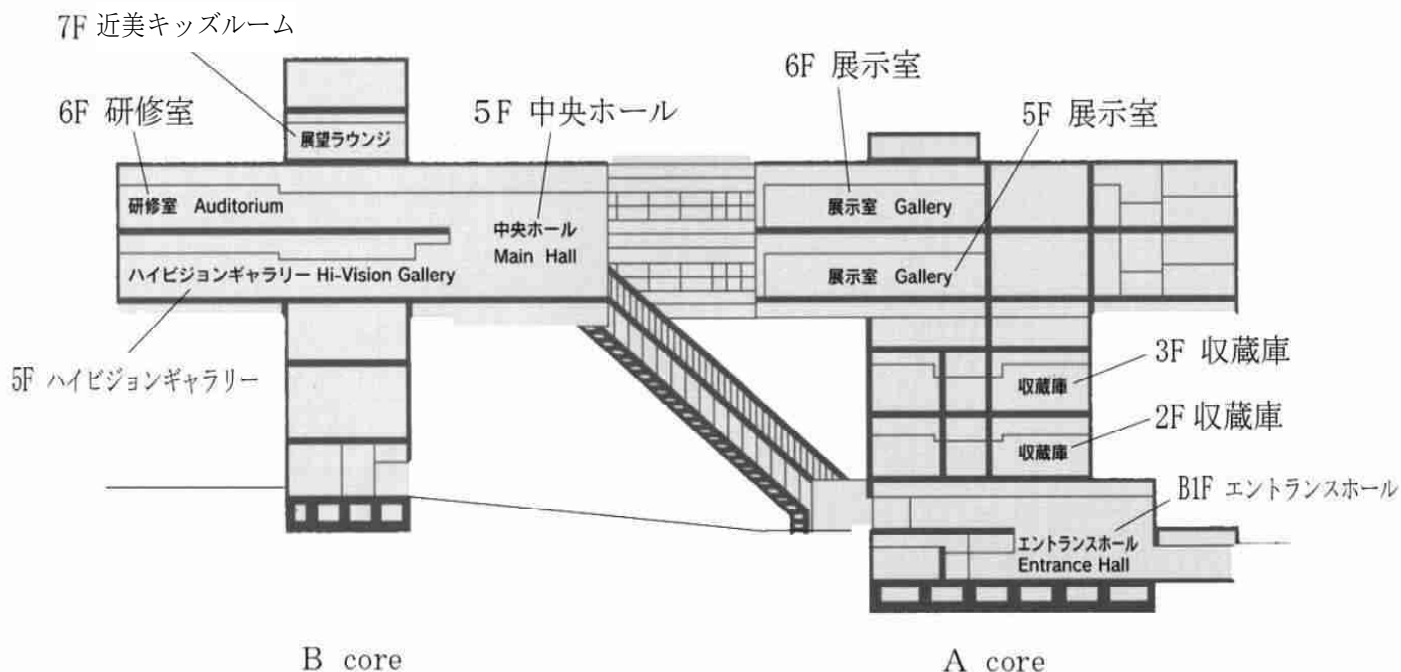 7F 近美キッズルーム
6F 研修室
5F 中央ホール
6F 展示室
5F 展示室
展望ラウンジ
研修室 Auditorium
中央ホール
Main Hall
展示室 Gallery
ハイビジョンギャラリー Hi-Vision Gallery
展示室 Gallery
5F ハイビジョンギャラリー
3F 収蔵庫
収蔵庫
2F 収蔵庫
収蔵庫
B1F エントランスホール
エントランスホール
Entrance Hall
B core
A core